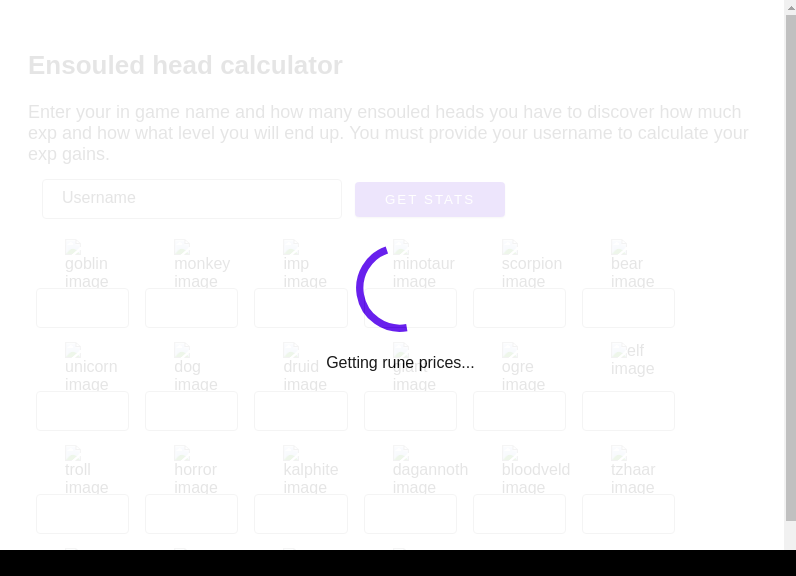 Ensouled head calculator
Enter your in game name and how many ensouled heads you have to discover how much
exp and how what level you will end up. You must provide your username to calculate your
exp gains.
Username
GET STATS
goblin image
monkey image
imp image
minotaur image
scorpion image
bear image
unicorn image
dog image
druid image
Getting rune prices...
ogre image
elf image
troll image
horror image
kalphite image
dagannoth image
bloodveld image
tzhaar image